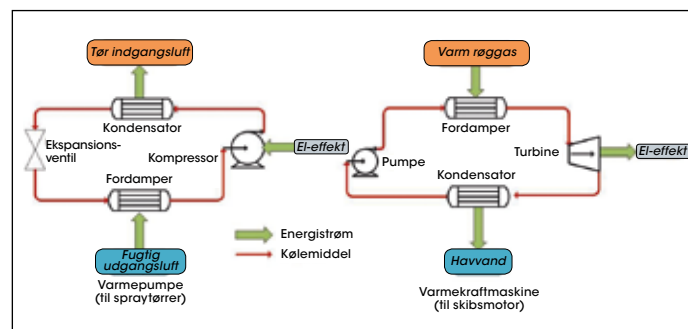 Tør indgangsluft
Kondensator
Ekspansions-
ventil
Kompressor
El-effekt
Fordamper
Fugtig
udgangsluft
Varmepumpe
(til spraytørrer)
Energistrøm
Kølemiddel
Varm røggas
Fordamper
Turbine
El-effekt
Pumpe
Kondensator
Havvand
Varmekraftmaskine
(til skibsmotor)